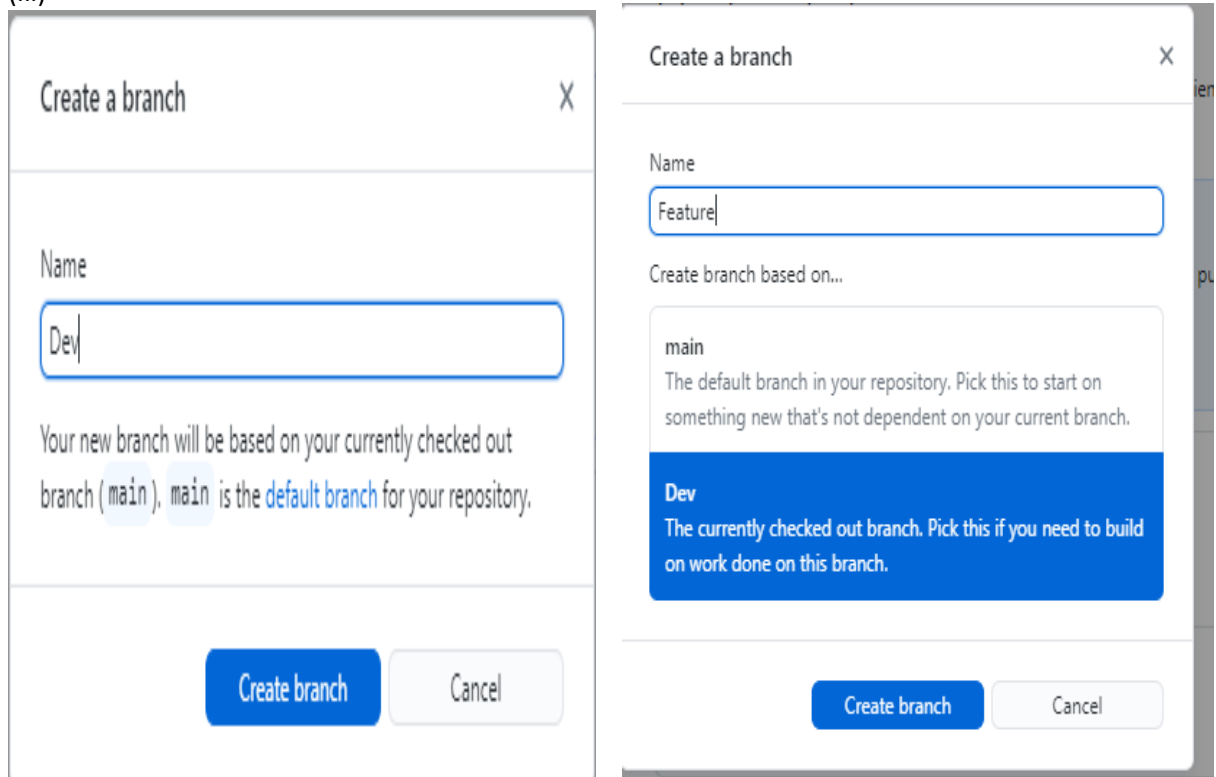 (...)
Create a branch
X
Name
Dev
Your new branch will be based on your currently checked out
branch ( main ). main is the default branch for your repository.
Create branch
Cancel
Create a branch
X
ien
Name
Feature
Create branch based on...
pu
main
The default branch in your repository. Pick this to start on
something new that's not dependent on your current branch.
Dev
The currently checked out branch. Pick this if you need to build
on work done on this branch.
Create branch
Cancel